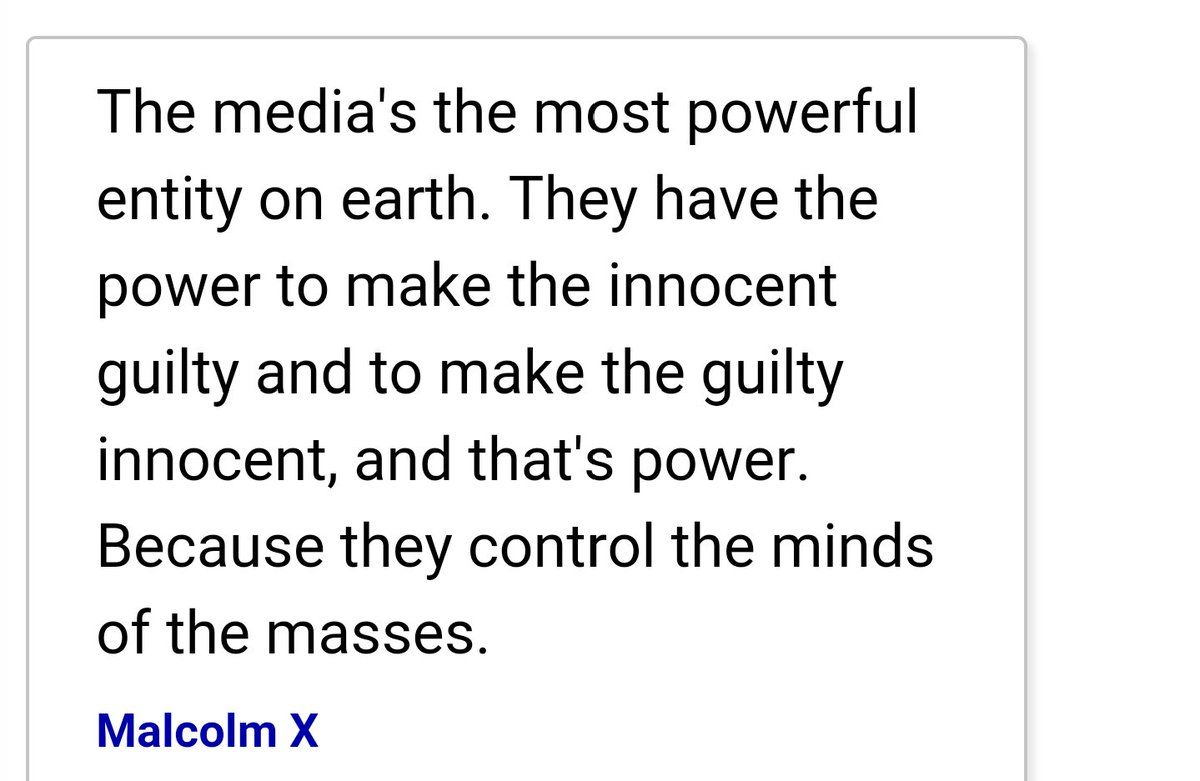 The media's the most powerful
entity on earth. They have the
power to make the innocent
guilty and to make the guilty
innocent, and that's power.
Because they control the minds
of the masses.
Malcolm X